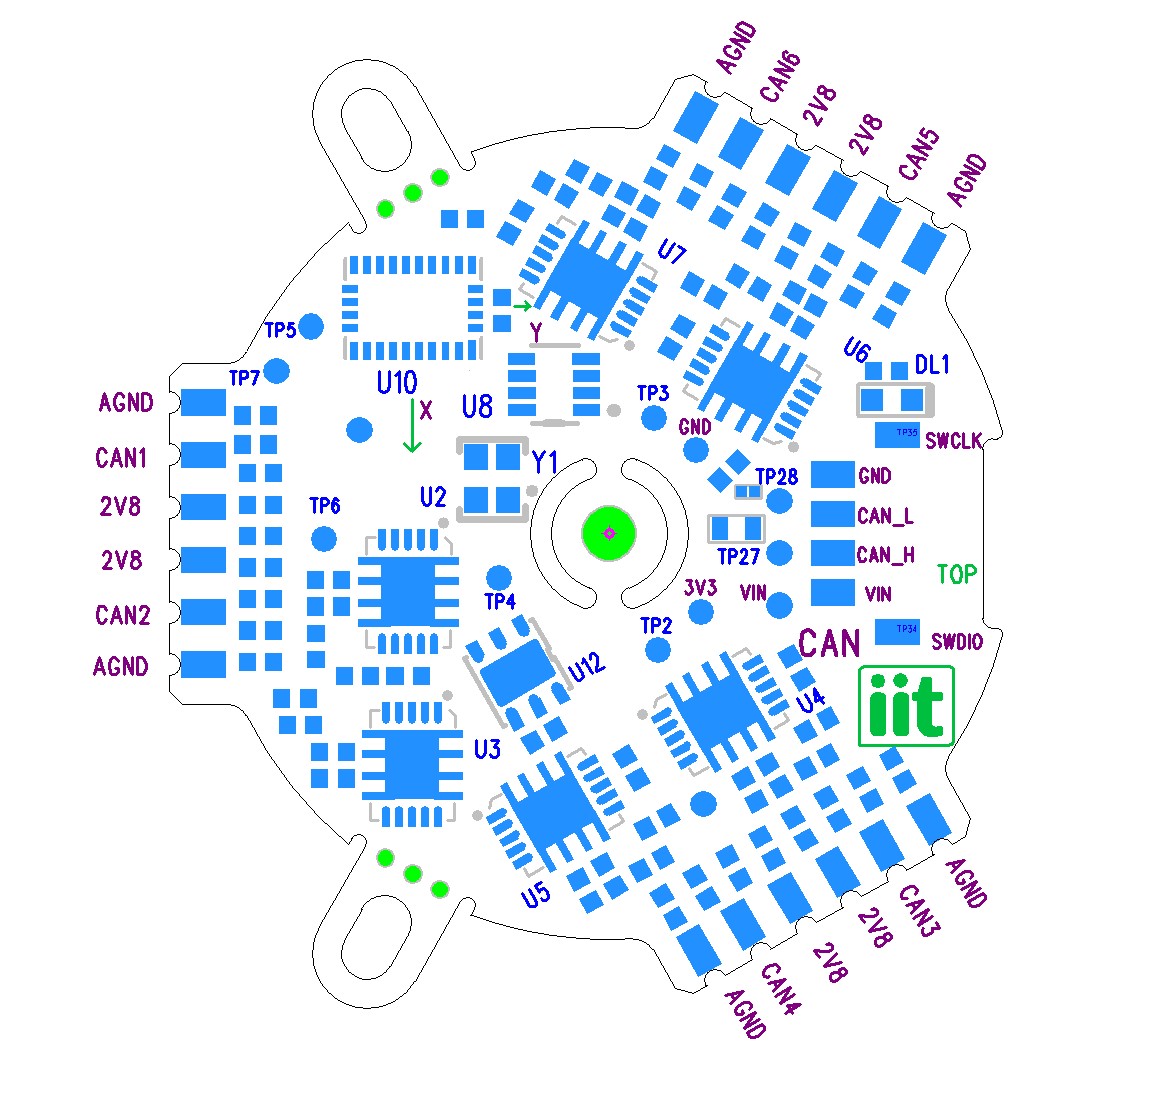 AGND
CAN6
2V8
2V8
CAN5
AGND
U7
TP5
Y
U6
DL1
TP7
U10
X
AGND
U8
TP3
GND
TP35
SWCLK
CAN1
Y1
TP28
GND
2V8
TP6
U2
CAN_L
2V8
TP27
CAN_H
TOP
CAN2
TP4
3V3
VIN
VIN
TP2
TP34
SWDIO
CAN
AGND
U12
U4
iit
U3
U5
AGND
CAN3
2V8
2V8
CAN4
AGND